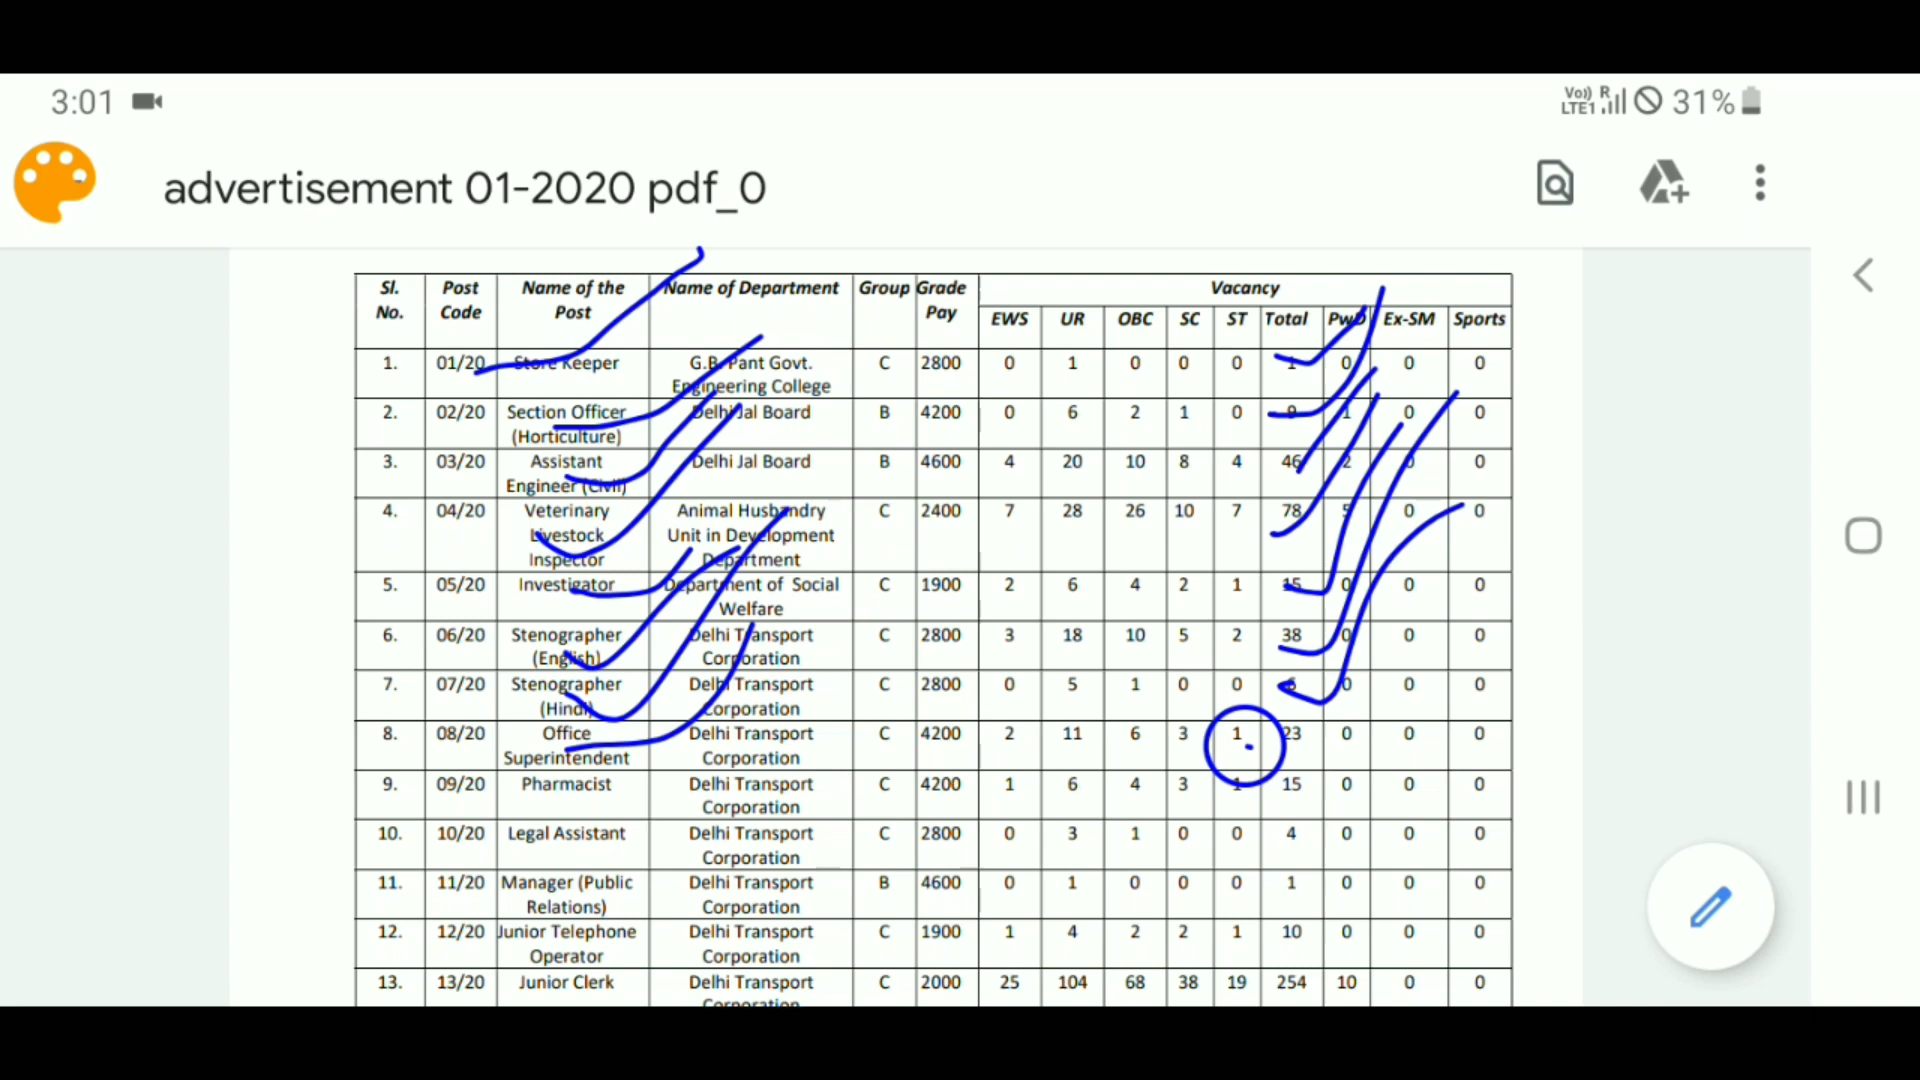 3:01 Vo)) R LTE1 31%
advertisement 01-2020 pdf_0
Sl. No. Post Code Name of the Post Name of Department Group Grade Pay Vacancy
EWS UR OBC SC ST Total PwD Ex-SM Sports
1. 01/20 Store Keeper G.B. Pant Govt. Engineering College C 2800 0 1 0 0 0 1 0 0 0
2. 02/20 Section Officer (Horticulture) Delhi Jal Board B 4200 0 6 2 1 0 9 1 0 0
3. 03/20 Assistant Engineer (Civil) Delhi Jal Board B 4600 4 20 10 8 4 46 2 0 0
4. 04/20 Veterinary Livestock Inspector Animal Husbandry Unit in Development Department C 2400 7 28 26 10 7 78 5 0 0
5. 05/20 Investigator Department of Social Welfare C 1900 2 6 4 2 1 15 0 0 0
6. 06/20 Stenographer (English) Delhi Transport Corporation C 2800 3 18 10 5 2 38 0 0 0
7. 07/20 Stenographer (Hindi) Delhi Transport Corporation C 2800 0 5 1 0 0 6 0 0 0
8. 08/20 Office Superintendent Delhi Transport Corporation C 4200 2 11 6 3 1 23 0 0 0
9. 09/20 Pharmacist Delhi Transport Corporation C 4200 1 6 4 3 1 15 0 0 0
10. 10/20 Legal Assistant Delhi Transport Corporation C 2800 0 3 1 0 0 4 0 0 0
11. 11/20 Manager (Public Relations) Delhi Transport Corporation B 4600 0 1 0 0 0 1 0 0 0
12. 12/20 Junior Telephone Operator Delhi Transport Corporation C 1900 1 4 2 2 1 10 0 0 0
13. 13/20 Junior Clerk Delhi Transport Corporation C 2000 25 104 68 38 19 254 10 0 0